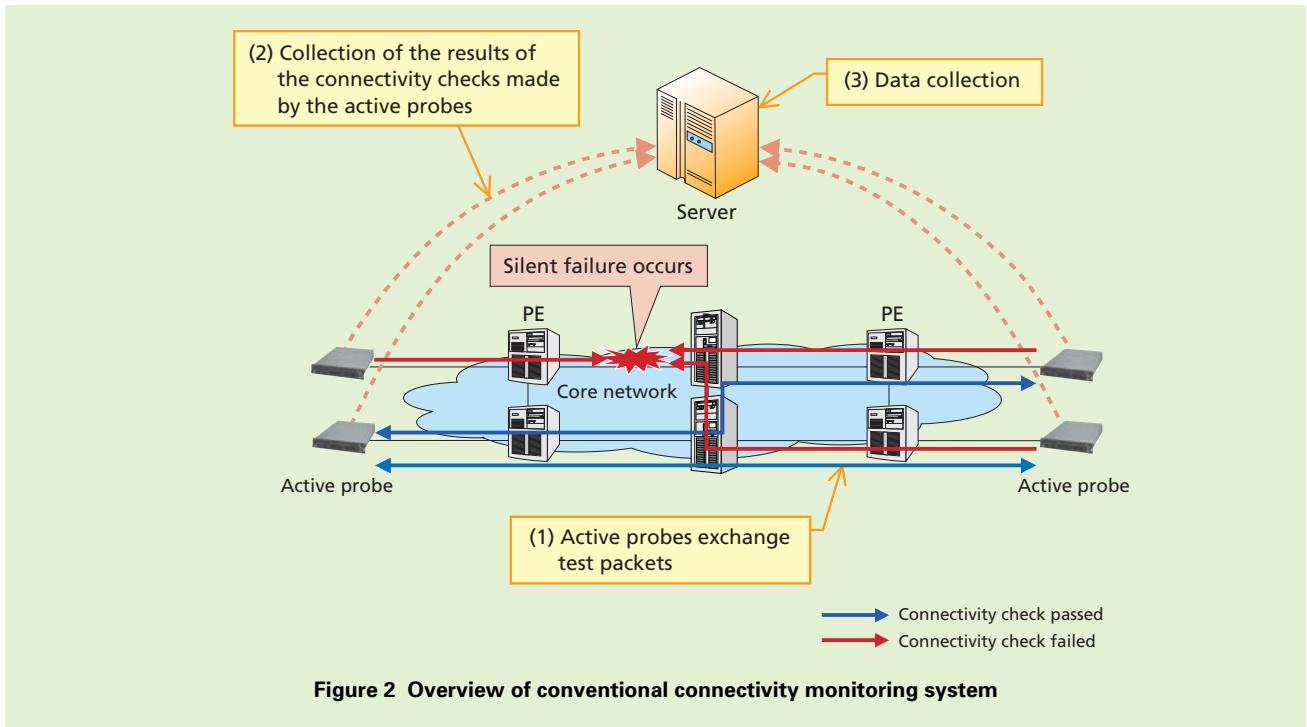 (2) Collection of the results of
the connectivity checks made
by the active probes
(3) Data collection
Server
Silent failure occurs
PE
PE
Core network
Active probe
Active probe
(1) Active probes exchange
test packets
Connectivity check passed
Connectivity check failed
Figure 2 Overview of conventional connectivity monitoring system